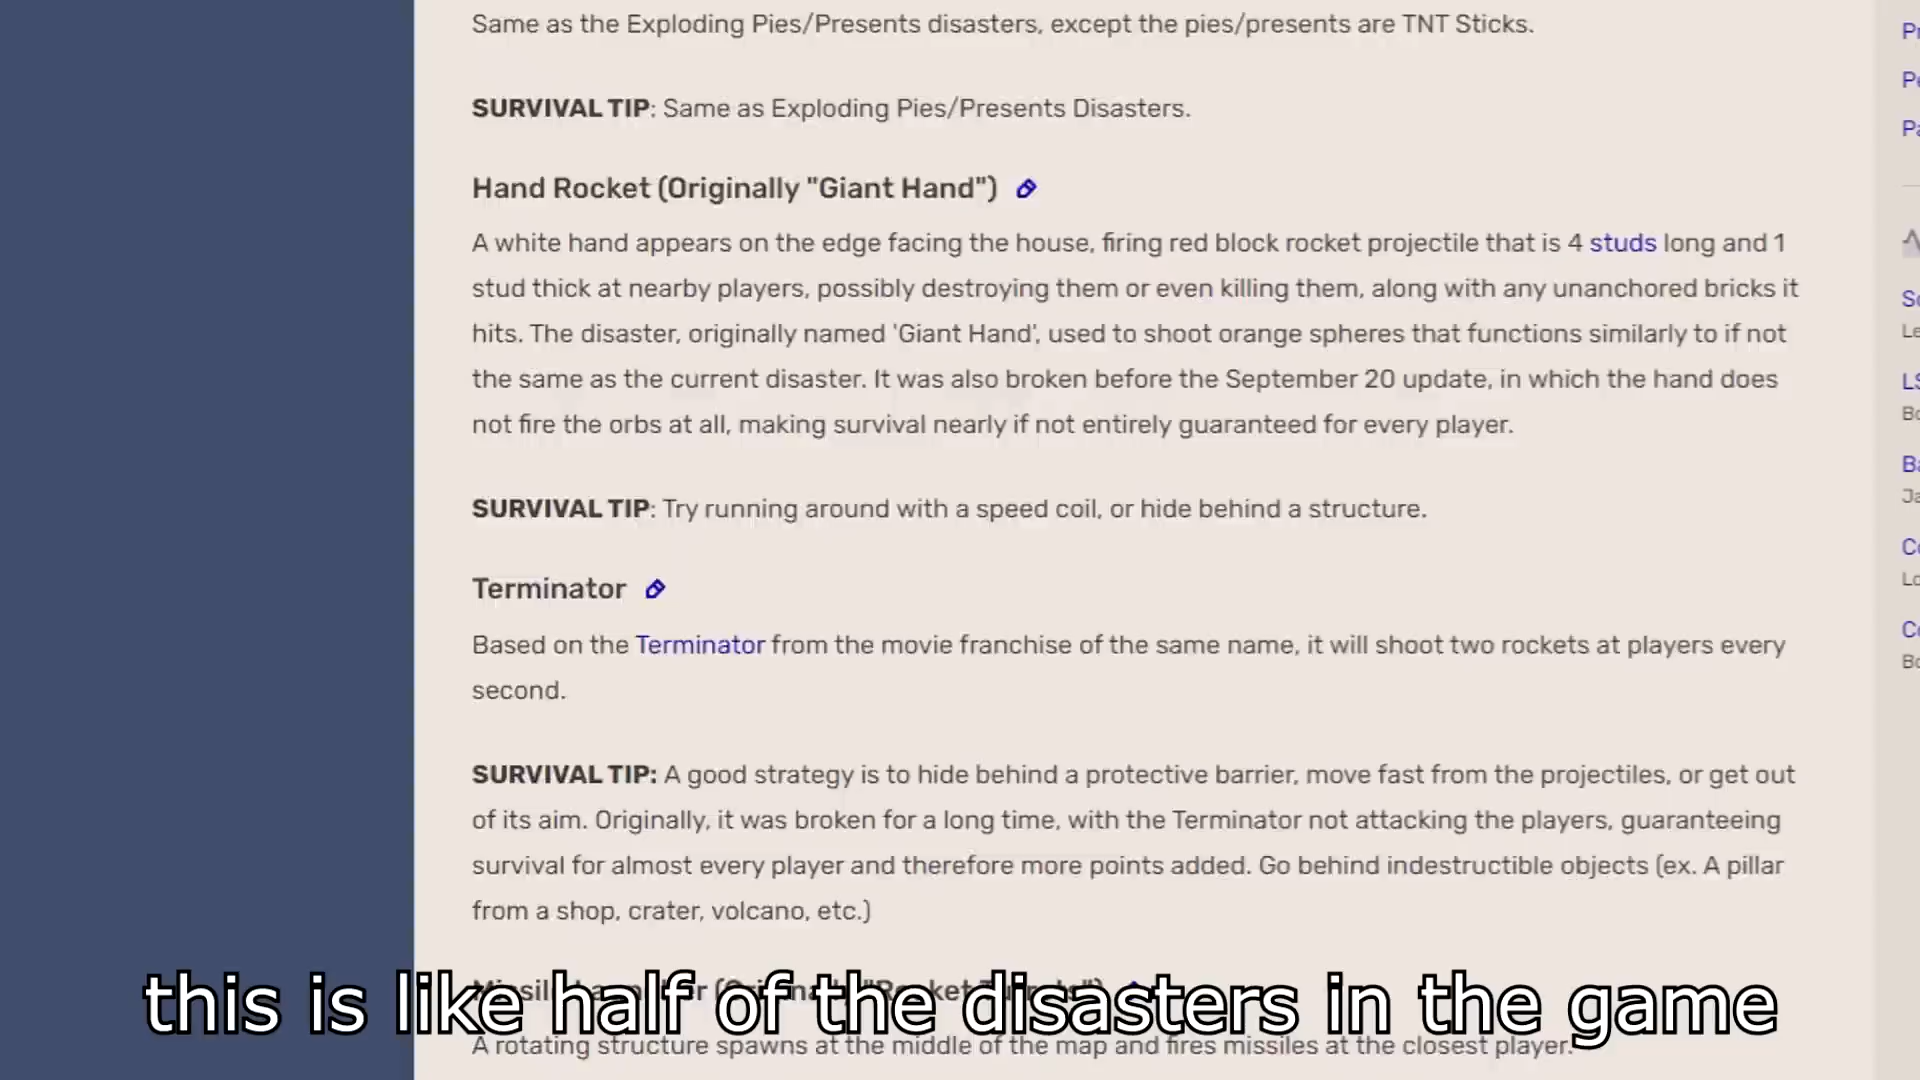 Same as the Exploding Pies/Presents disasters, except the pies/presents are TNT Sticks.
SURVIVAL TIP: Same as Exploding Pies/Presents Disasters.
Hand Rocket (Originally "Giant Hand")
A white hand appears on the edge facing the house, firing red block rocket projectile that is 4 studs long and 1
stud thick at nearby players, possibly destroying them or even killing them, along with any unanchored bricks it
hits. The disaster, originally named 'Giant Hand', used to shoot orange spheres that functions similarly to if not
the same as the current disaster. It was also broken before the September 20 update, in which the hand does
not fire the orbs at all, making survival nearly if not entirely guaranteed for every player.
SURVIVAL TIP: Try running around with a speed coil, or hide behind a structure.
Terminator
Based on the Terminator from the movie franchise of the same name, it will shoot two rockets at players every
second.
SURVIVAL TIP: A good strategy is to hide behind a protective barrier, move fast from the projectiles, or get out
of its aim. Originally, it was broken for a long time, with the Terminator not attacking the players, guaranteeing
survival for almost every player and therefore more points added. Go behind indestructible objects (ex. A pillar
from a shop, crater, volcano, etc.)
this is like half of the disasters in the game
A rotating structure spawns at the middle of the map and fires missiles at the closest player.